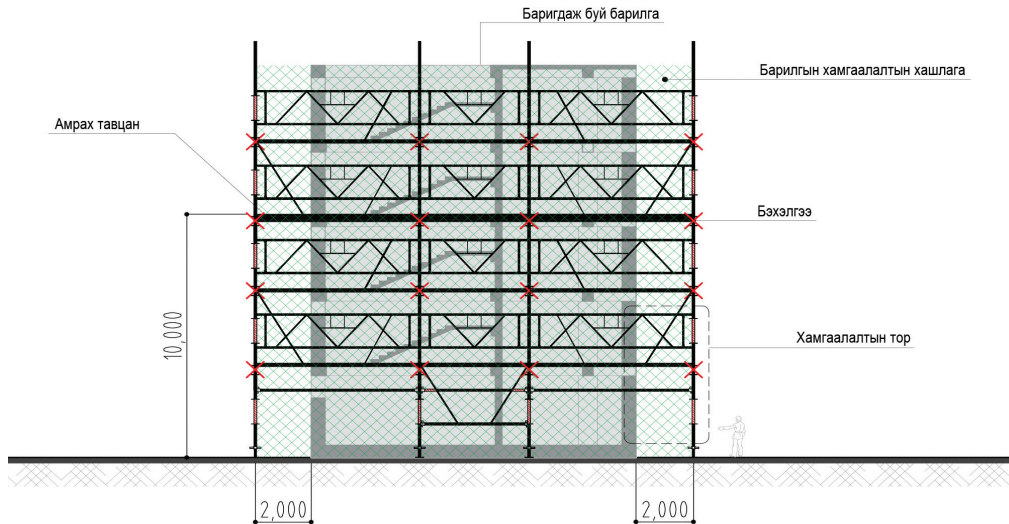 Баригдаж буй барилга
Барилгын хамгаалалтын хашлага
Амрах тавцан
Бэхэлгээ
Хамгаалалтын тор
10,000
2,000
2,000